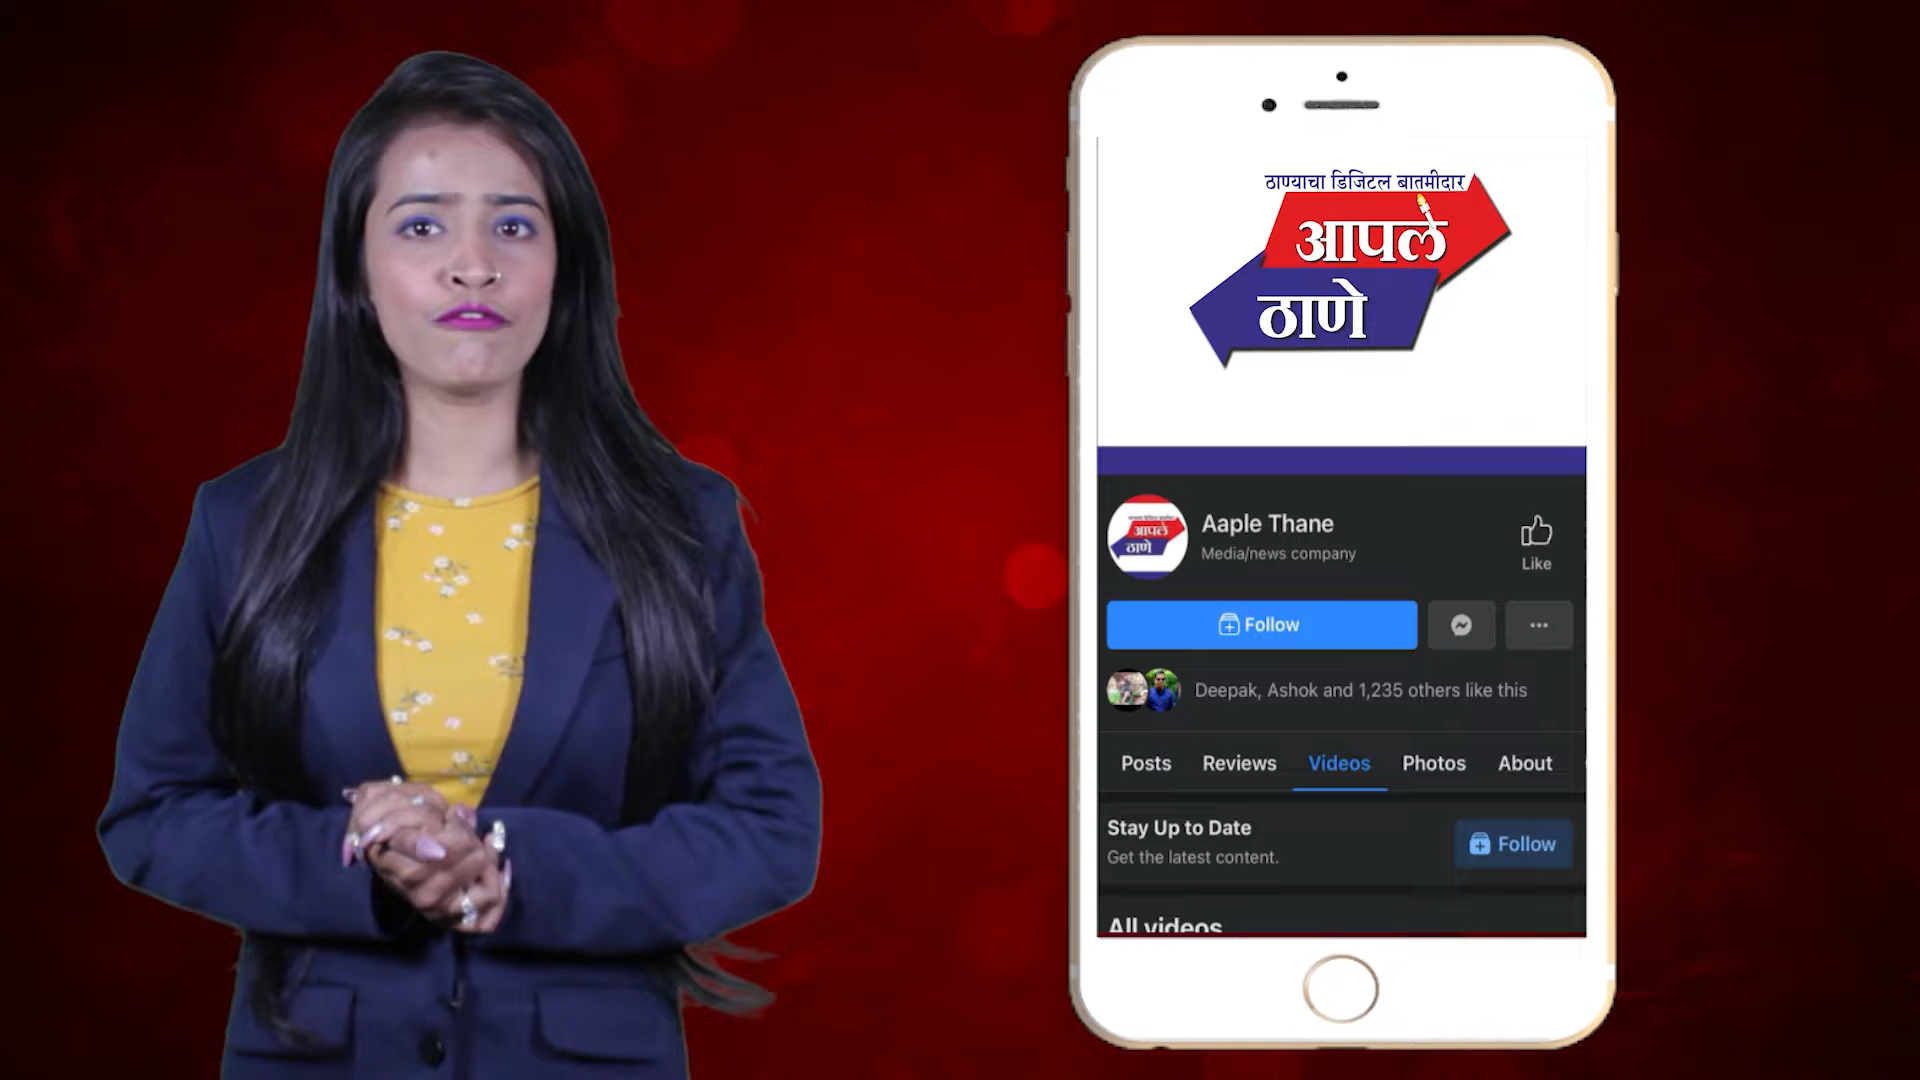 ठाण्याचा डिजिटल बातमीदार
आपले
ठाणे
आपले
ठाणे
Aaple Thane
Media/news company
Like
Follow
Deepak, Ashok and 1,235 others like this
Posts Reviews Videos Photos About
Stay Up to Date
Get the latest content.
Follow
All videos